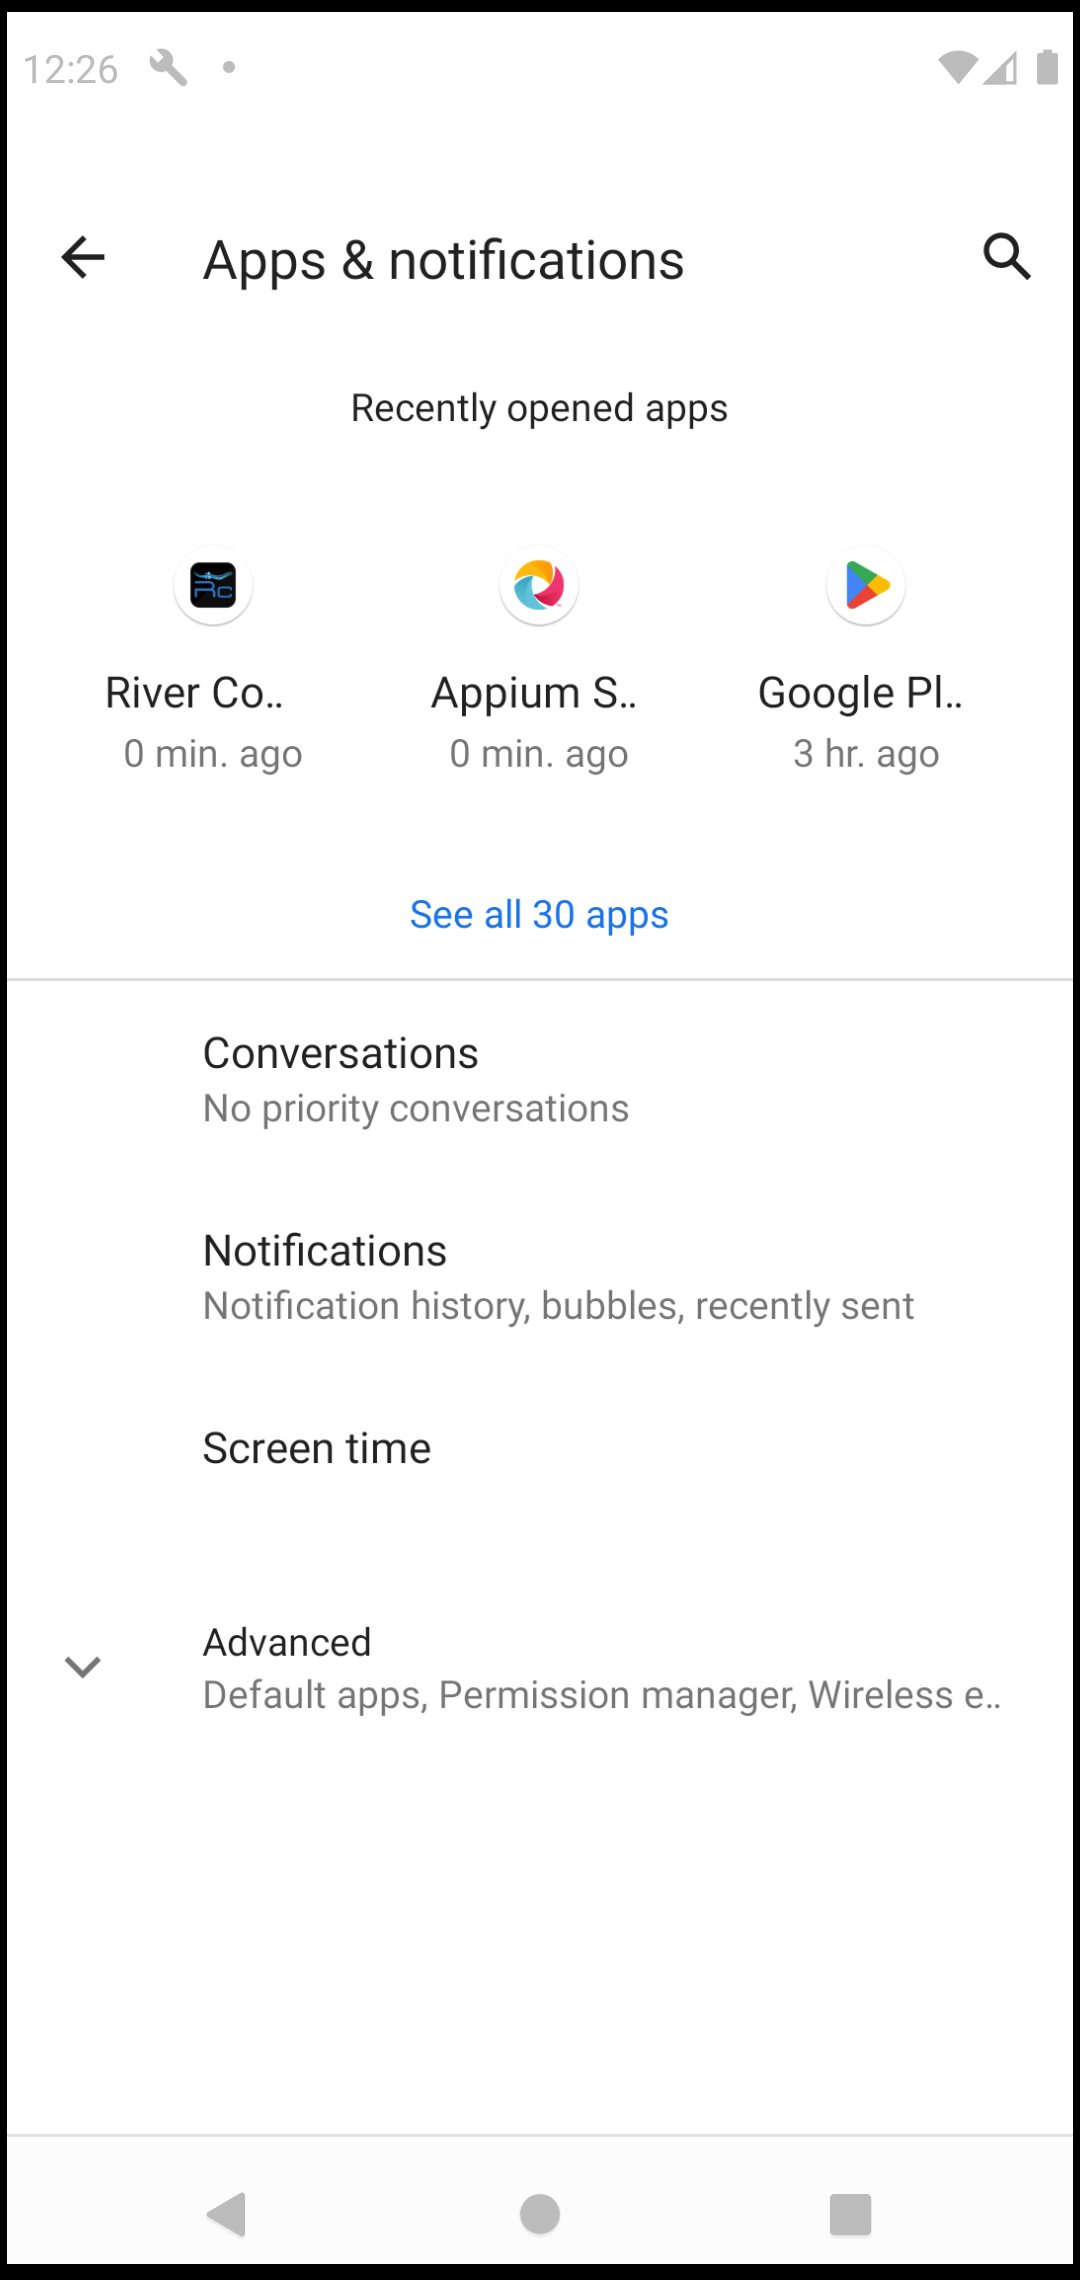 12:26
Apps & notifications
Recently opened apps
Rc
River Co..
Appium S..
Google Pl..
0 min. ago
0 min. ago
3 hr. ago
See all 30 apps
Conversations
No priority conversations
Notifications
Notification history, bubbles, recently sent
Screen time
Advanced
Default apps, Permission manager, Wireless e..